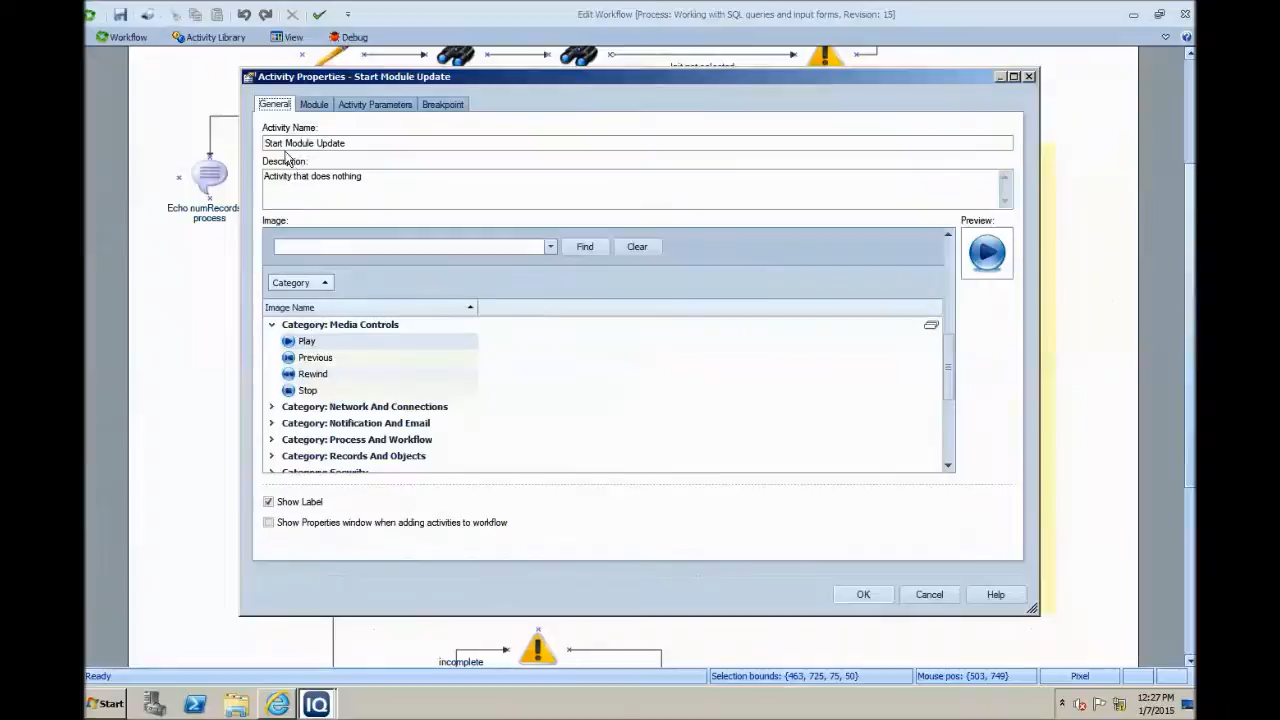 Edit Workflow [Process: Working with SQL queries and input forms, Revision: 15]
Workflow
Activity Library
View
Debug
Activity Properties - Start Module Update
General
Module
Activity Parameters
Breakpoint
Activity Name:
Start Module Update
Description:
Activity that does nothing
Image:
Preview:
Find
Clear
Category
Image Name
Category: Media Controls
Play
Previous
Rewind
Stop
Category: Network And Connections
Category: Notification And Email
Category: Process And Workflow
Category: Records And Objects
Category: Security
Show Label
Show Properties window when adding activities to workflow
OK
Cancel
Help
Echo numRecords
process
incomplete
Ready
Selection bounds: {463, 725, 75, 50}
Mouse pos: {503, 749}
Pixel
Start
IQ
12:27 PM
1/7/2015